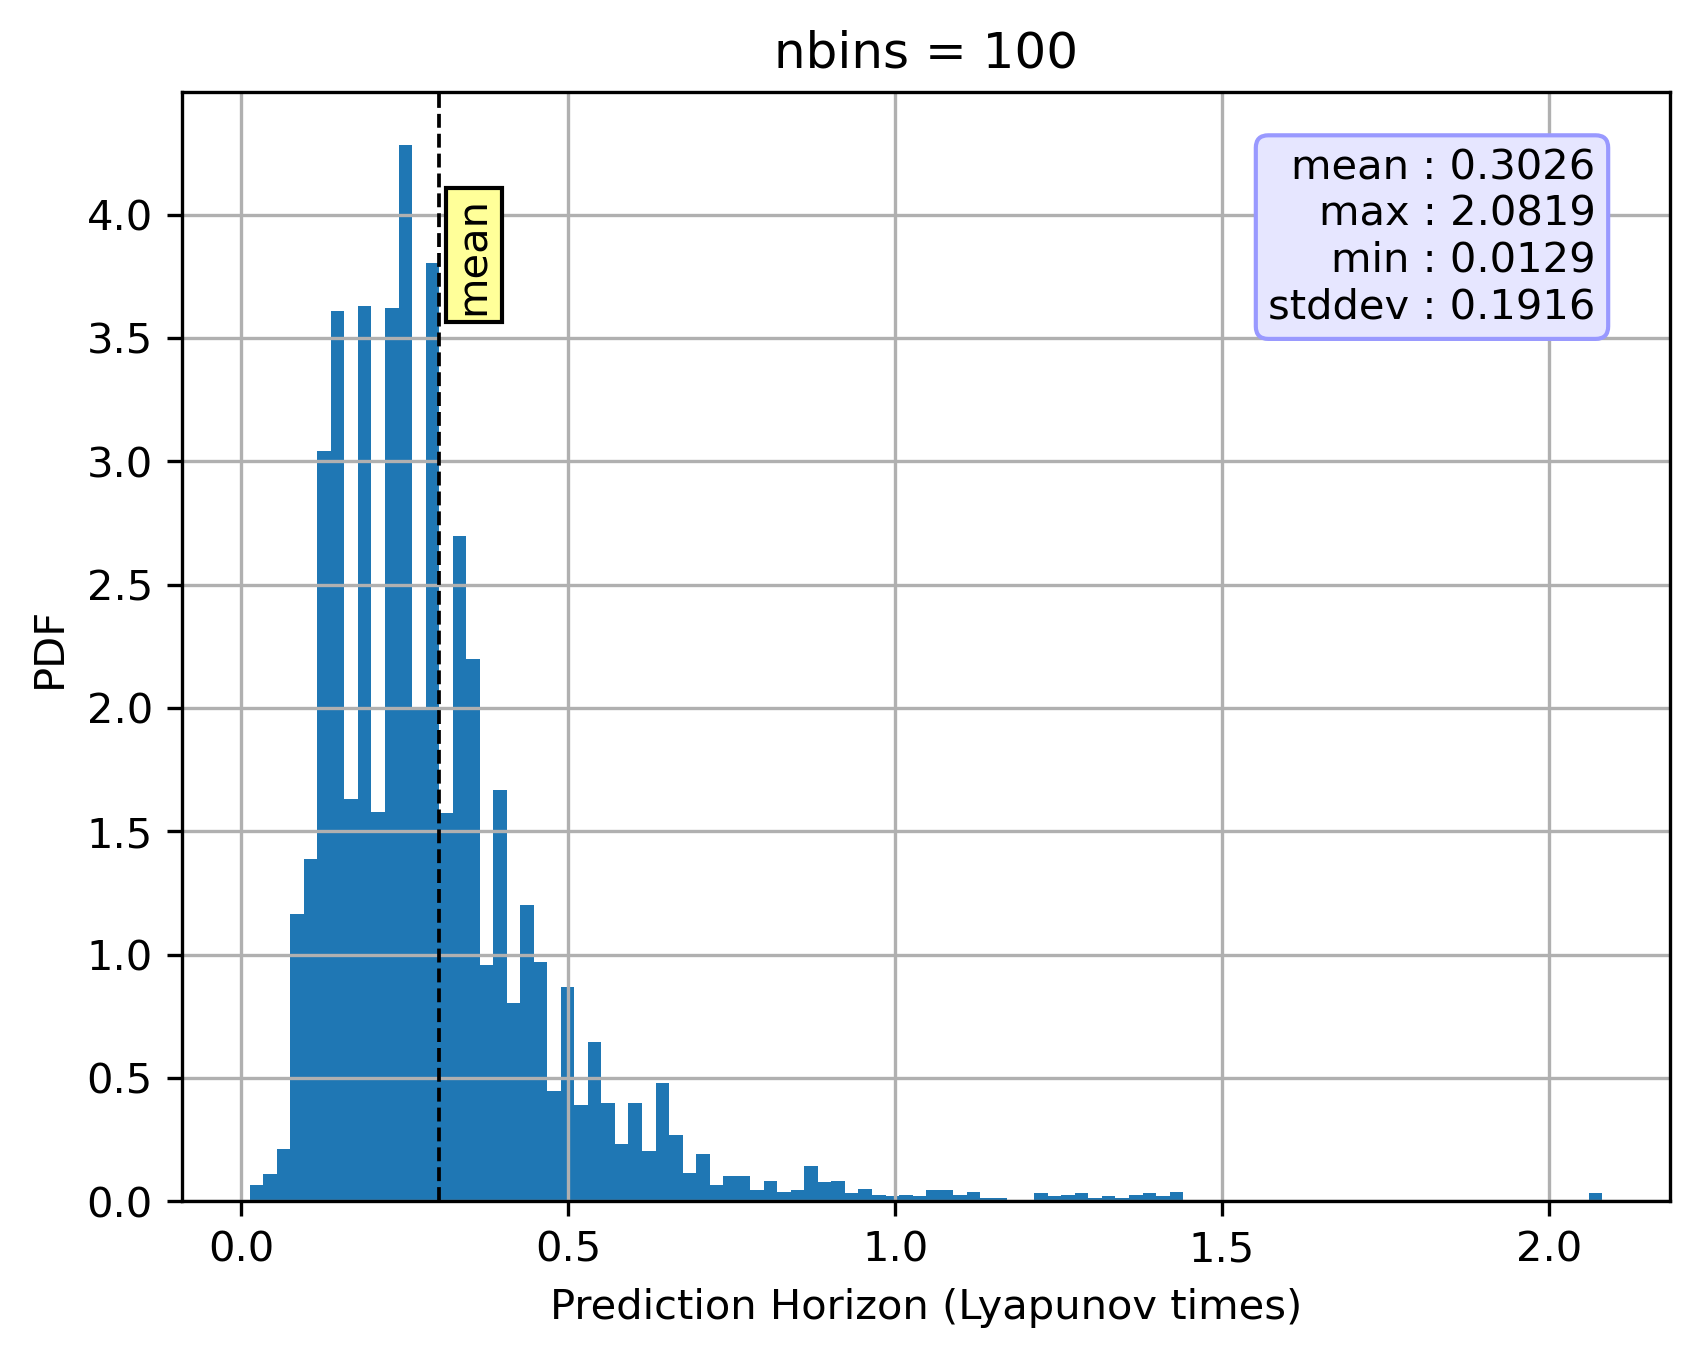 nbins = 100
mean : 0.3026
max : 2.0819
min : 0.0129
stddev : 0.1916
mean
PDF
4.0
3.5
3.0
2.5
2.0
1.5
1.0
0.5
0.0
0.0 0.5 1.0 1.5 2.0
Prediction Horizon (Lyapunov times)